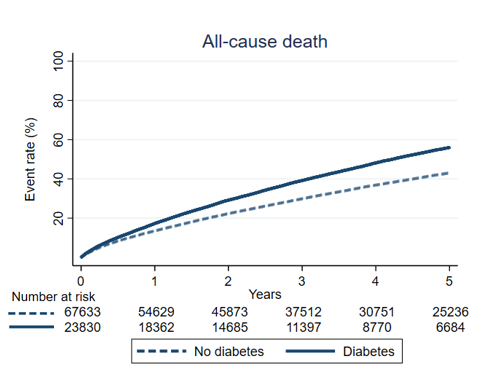 All-cause death
Event rate (%)
100
80
60
40
20
0 1 2 3 4 5
Years
Number at risk
67633 54629 45873 37512 30751 25236
23830 18362 14685 11397 8770 6684
No diabetes Diabetes